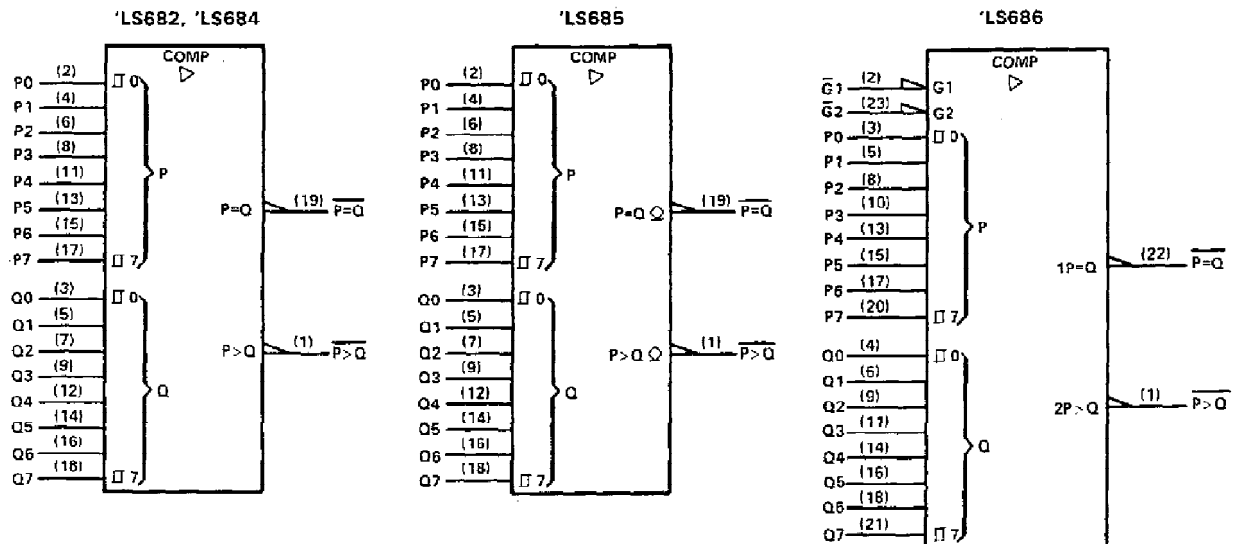 'LS682, 'LS684
COMP
P0 (2) 0
P1 (4)
P2 (6)
P3 (8)
P4 (11)
P5 (13)
P6 (15)
P7 (17) 7
P
Q0 (3) 0
Q1 (5)
Q2 (7)
Q3 (9)
Q4 (12)
Q5 (14)
Q6 (16)
Q7 (18) 7
Q
P=Q (19) P=Q
P>Q (1) P>Q
'LS685
COMP
P0 (2) 0
P1 (4)
P2 (6)
P3 (8)
P4 (11)
P5 (13)
P6 (15)
P7 (17) 7
P
Q0 (3) 0
Q1 (5)
Q2 (7)
Q3 (9)
Q4 (12)
Q5 (14)
Q6 (16)
Q7 (18) 7
Q
P=Q (19) P=Q
P>Q (1) P>Q
'LS686
COMP
G1 (2) G1
G2 (23) G2
P0 (3) 0
P1 (5)
P2 (8)
P3 (10)
P4 (13)
P5 (15)
P6 (17)
P7 (20) 7
P
Q0 (4) 0
Q1 (6)
Q2 (9)
Q3 (11)
Q4 (14)
Q5 (16)
Q6 (18)
Q7 (21) 7
Q
1P=Q (22) P=Q
2P>Q (1) P>Q